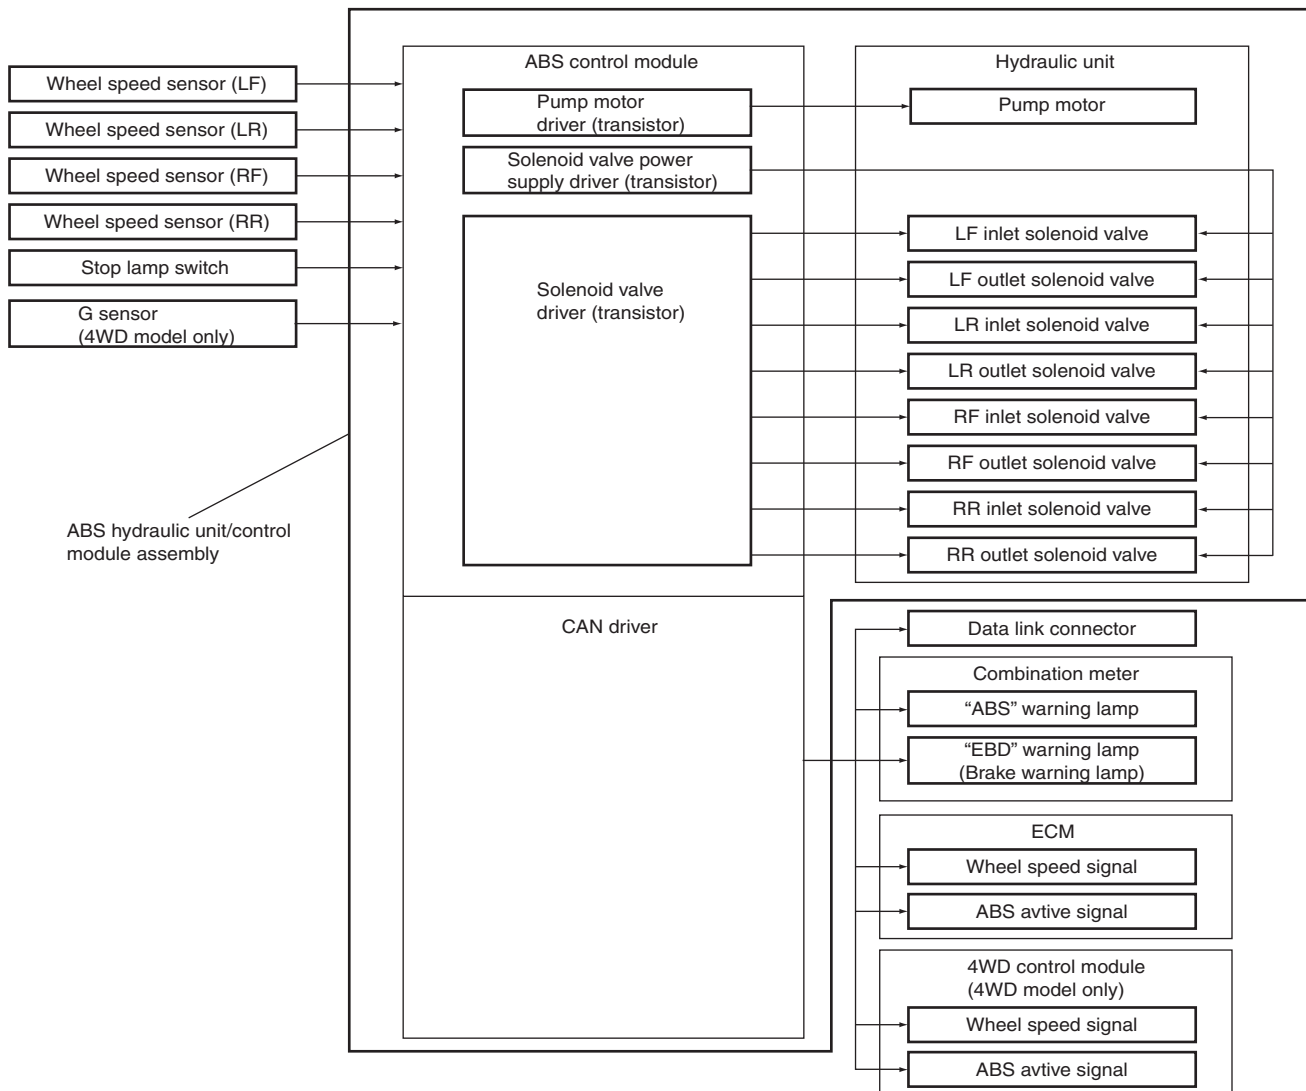 Wheel speed sensor (LF)
Wheel speed sensor (LR)
Wheel speed sensor (RF)
Wheel speed sensor (RR)
Stop lamp switch
G sensor
(4WD model only)
ABS hydraulic unit/control
module assembly
ABS control module
Pump motor
driver (transistor)
Solenoid valve power
supply driver (transistor)
Solenoid valve
driver (transistor)
CAN driver
Hydraulic unit
Pump motor
LF inlet solenoid valve
LF outlet solenoid valve
LR inlet solenoid valve
LR outlet solenoid valve
RF inlet solenoid valve
RF outlet solenoid valve
RR inlet solenoid valve
RR outlet solenoid valve
Data link connector
Combination meter
“ABS” warning lamp
“EBD” warning lamp
(Brake warning lamp)
ECM
Wheel speed signal
ABS avtive signal
4WD control module
(4WD model only)
Wheel speed signal
ABS avtive signal